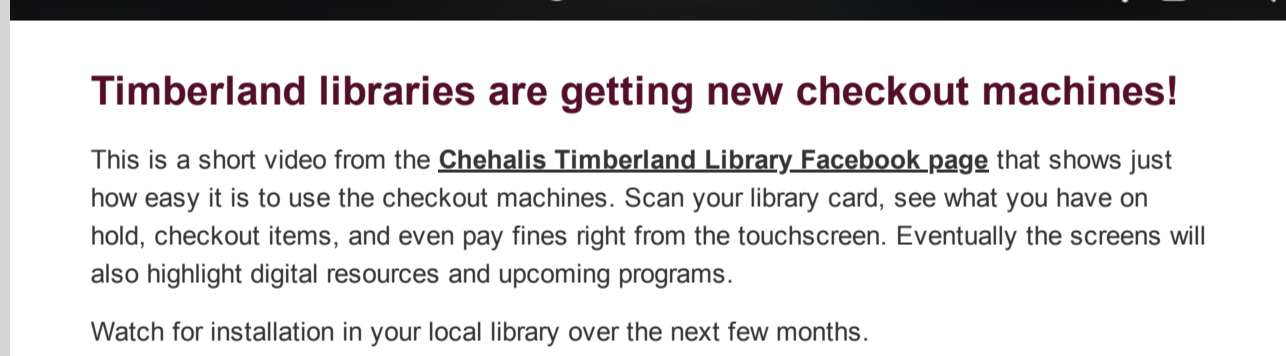 Timberland libraries are getting new checkout machines!
This is a short video from the Chehalis Timberland Library Facebook page that shows just
how easy it is to use the checkout machines. Scan your library card, see what you have on
hold, checkout items, and even pay fines right from the touchscreen. Eventually the screens will
also highlight digital resources and upcoming programs.
Watch for installation in your local library over the next few months.